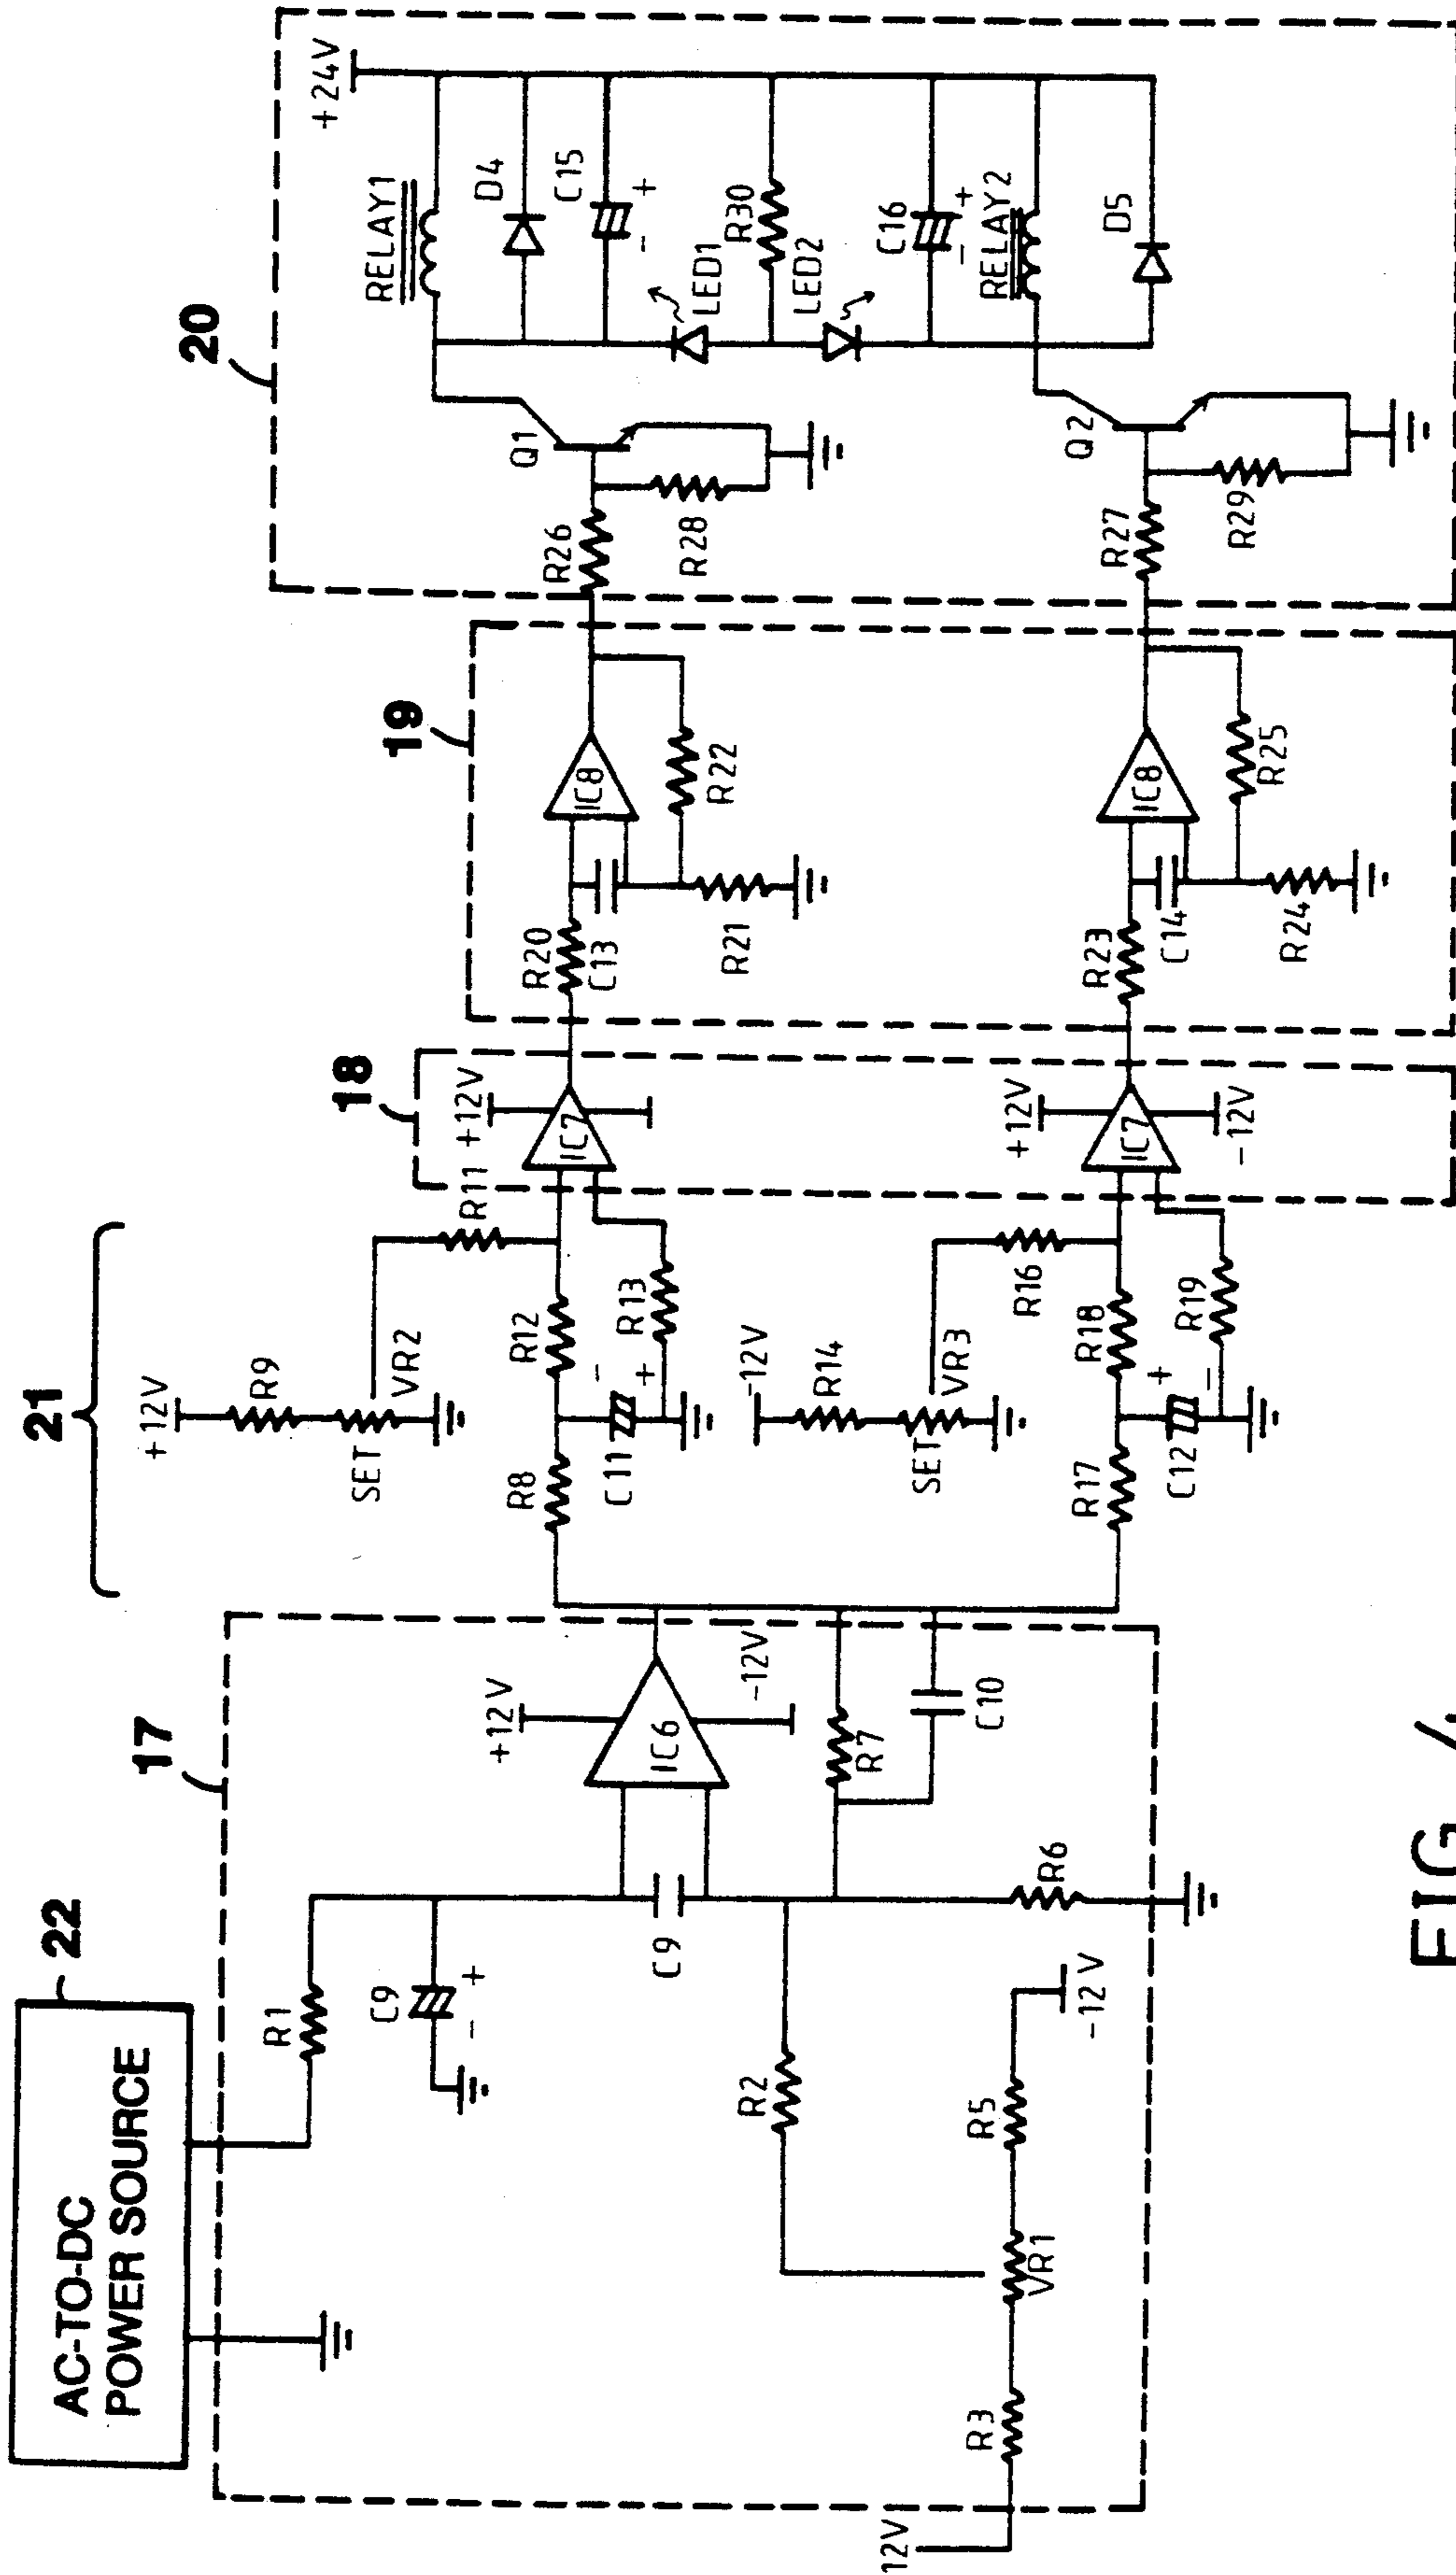 22
AC-TO-DC
POWER SOURCE
17
R1
C9
-
+
C9
+12V
IC6
-12V
R7
C10
R2
R6
12V
R3
VR1
R5
-12V
21
+12V
R9
SET
VR2
R11
R8
R12
C11
-
+
R13
-12V
R14
SET
VR3
R16
R17
R18
C12
+
-
R19
18
+12V
IC7
+12V
IC7
-12V
19
R20
C13
IC8
R21
R22
R23
C14
IC8
R24
R25
20
+24V
RELAY1
D4
C15
-
+
LED1
R30
LED2
C16
-
+
RELAY2
D5
Q1
R26
R28
Q2
R27
R29
FIG. 4